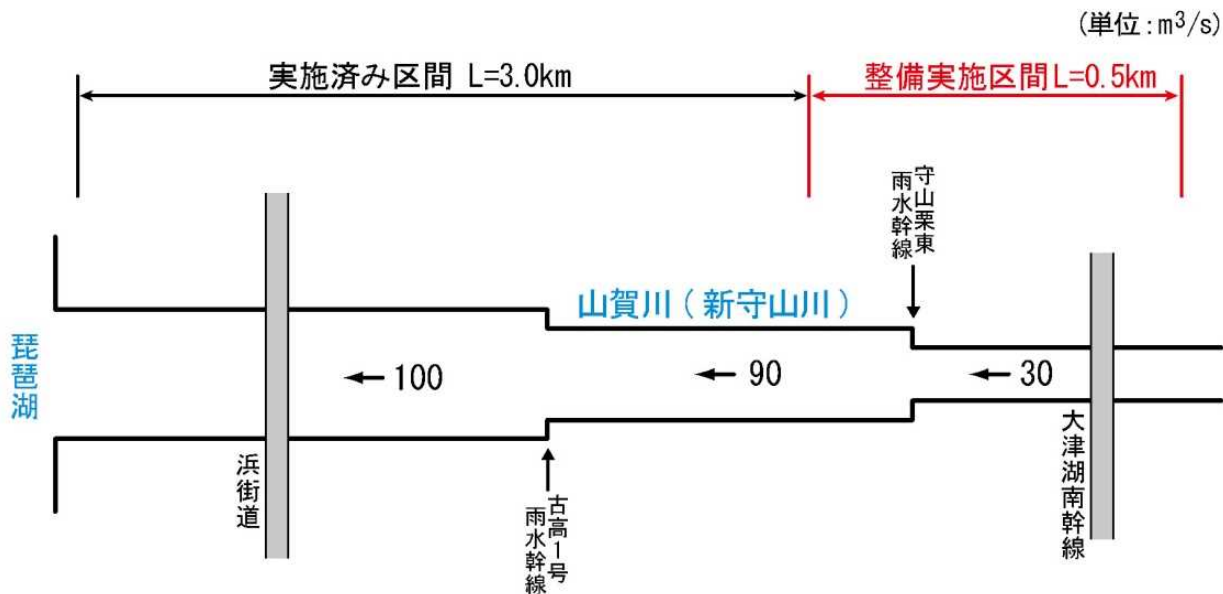 (単位:m³/s)
実施済み区間 L=3.0km
整備実施区間L=0.5km
守山栗東
雨水幹線
山賀川(新守山川)
琵琶湖
←100
←90
←30
浜街道
古高1号
雨水幹線
大津湖南幹線